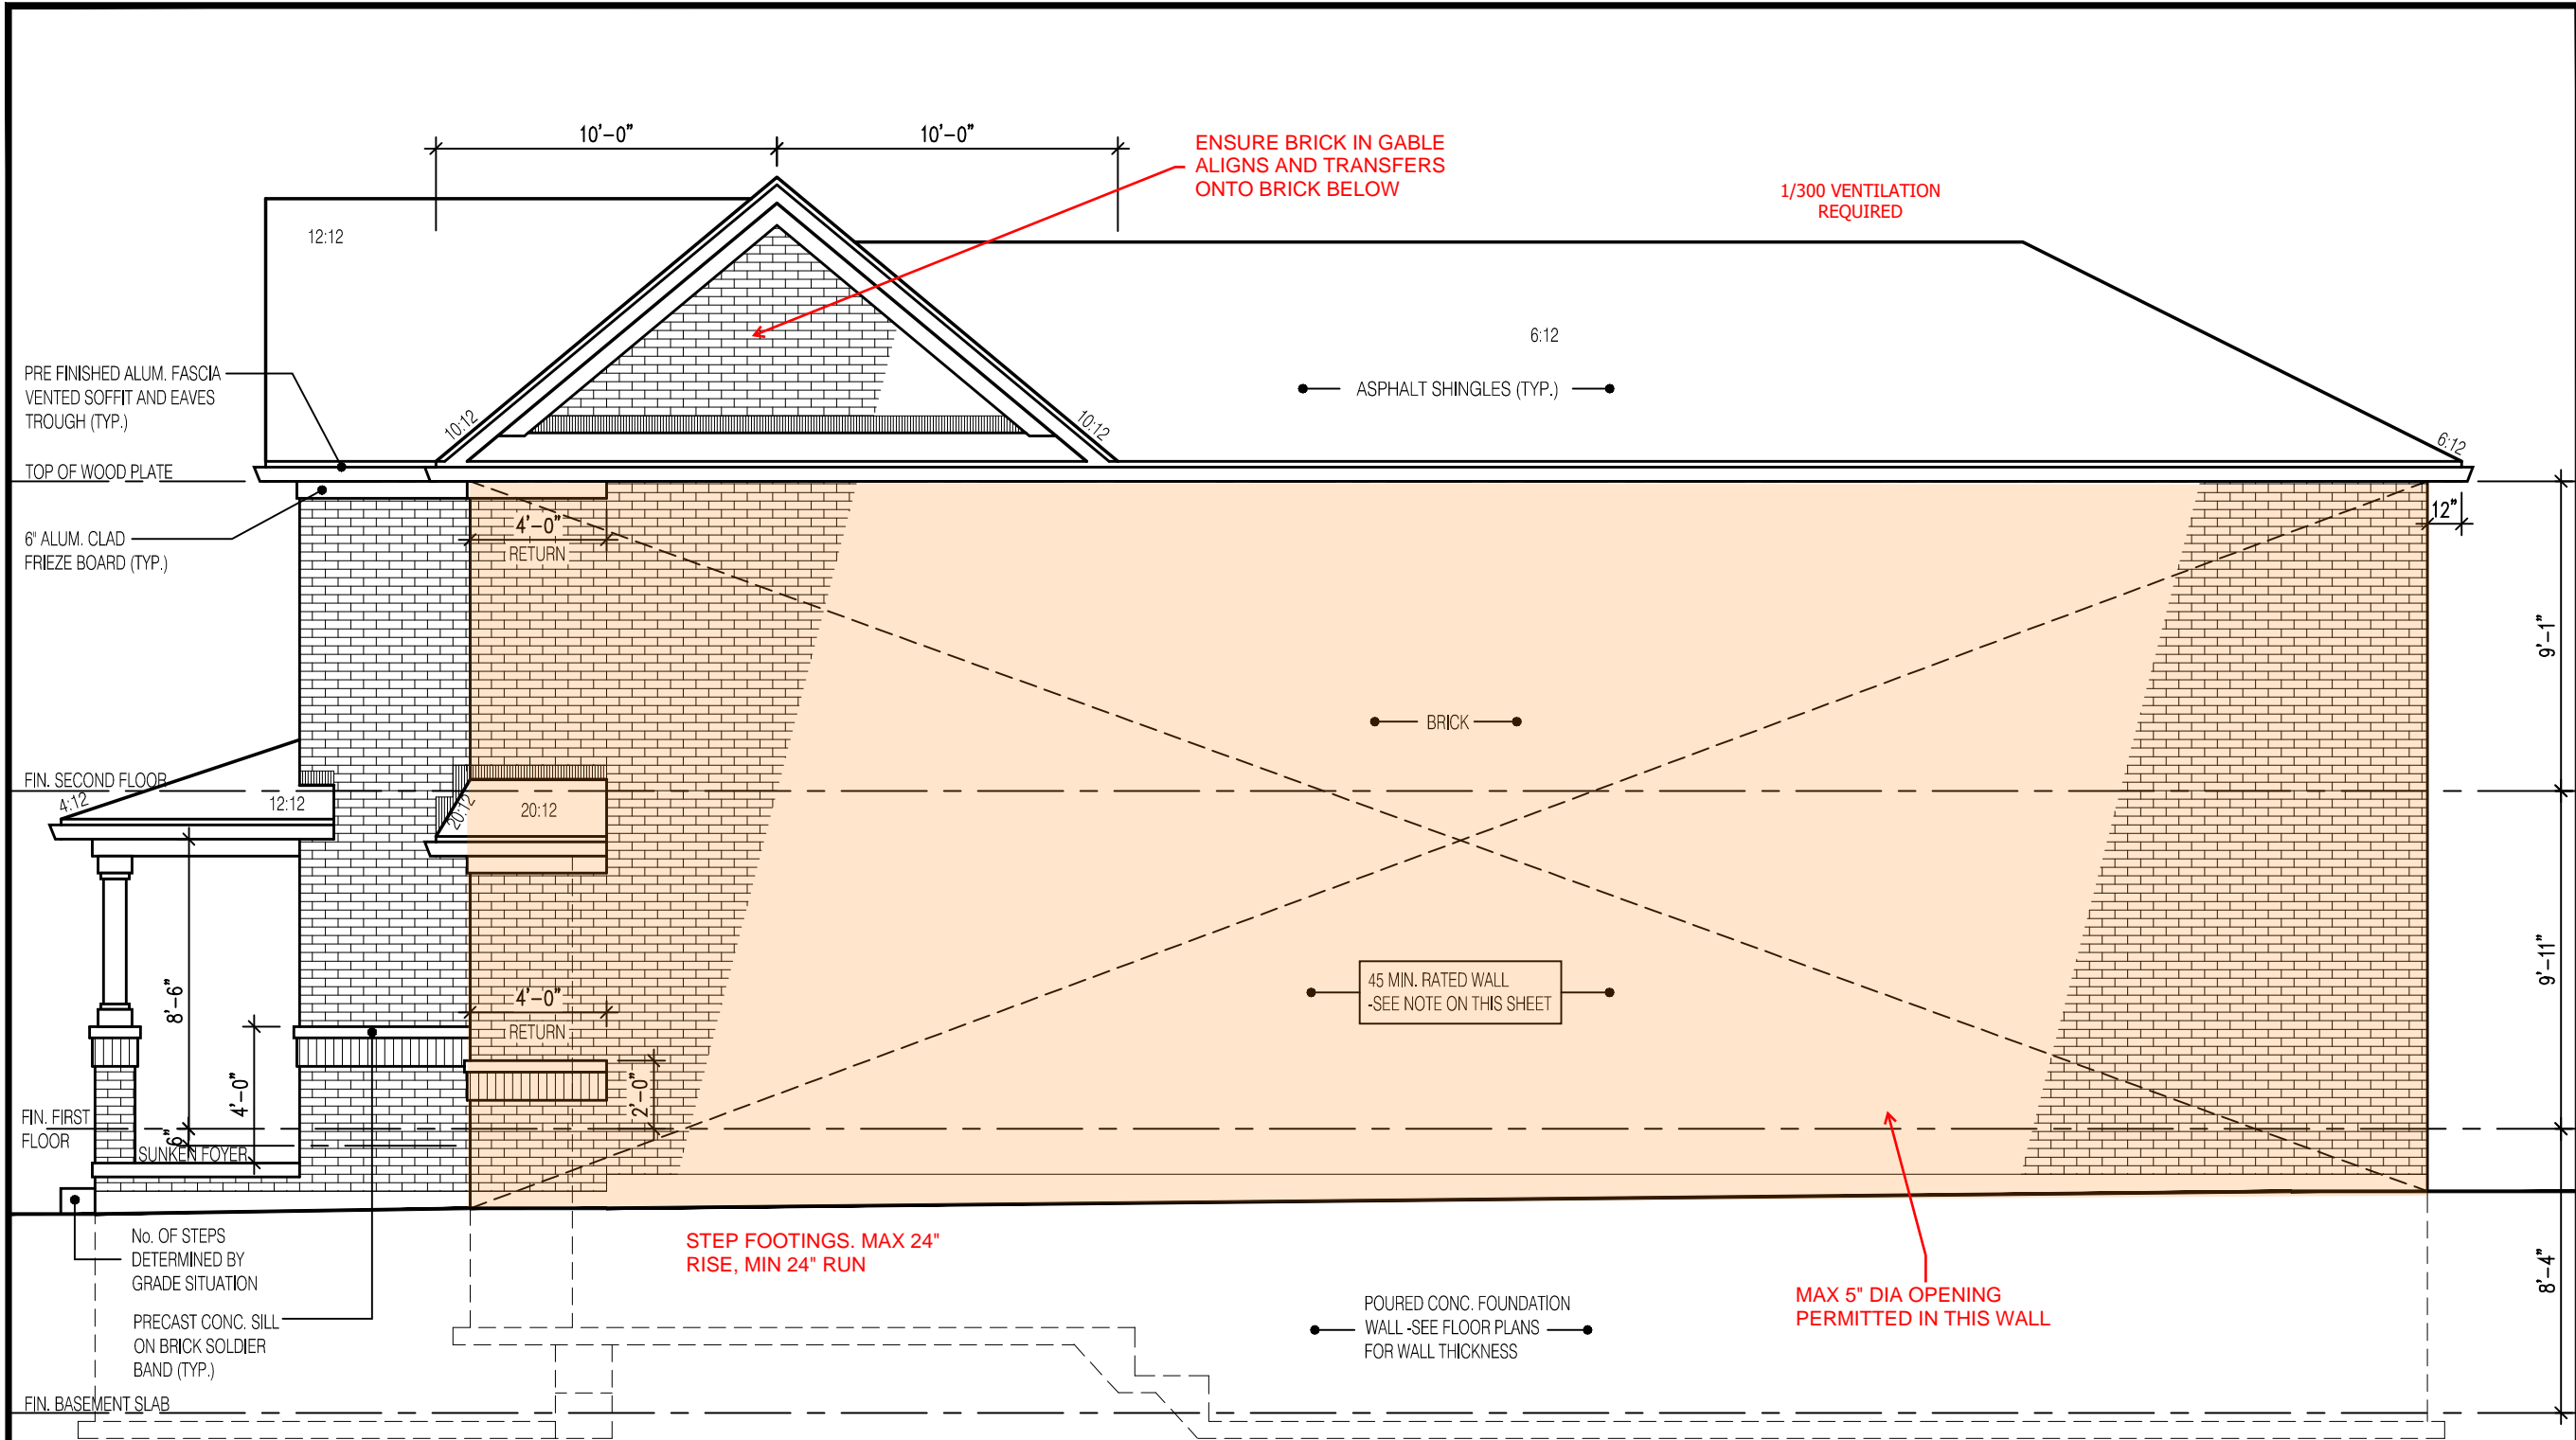 10'-0"
10'-0"
ENSURE BRICK IN GABLE
ALIGNS AND TRANSFERS
ONTO BRICK BELOW
1/300 VENTILATION
REQUIRED
12:12
6:12
PRE FINISHED ALUM. FASCIA
VENTED SOFFIT AND EAVES
TROUGH (TYP.)
ASPHALT SHINGLES (TYP.)
10:12
10:12
6:12
TOP OF WOOD PLATE
12"
4'-0"
RETURN
6" ALUM. CLAD
FRIEZE BOARD (TYP.)
9'-1"
BRICK
FIN. SECOND FLOOR
4:12
12:12
20:12
20:12
9'-11"
45 MIN. RATED WALL
-SEE NOTE ON THIS SHEET
8'-6"
4'-0"
RETURN
4'-0"
2'-0"
FIN. FIRST
FLOOR
6"
SUNKEN FOYER
No. OF STEPS
DETERMINED BY
GRADE SITUATION
STEP FOOTINGS. MAX 24"
RISE, MIN 24" RUN
8'-4"
MAX 5" DIA OPENING
PERMITTED IN THIS WALL
PRECAST CONC. SILL
ON BRICK SOLDIER
BAND (TYP.)
POURED CONC. FOUNDATION
WALL -SEE FLOOR PLANS
FOR WALL THICKNESS
FIN. BASEMENT SLAB